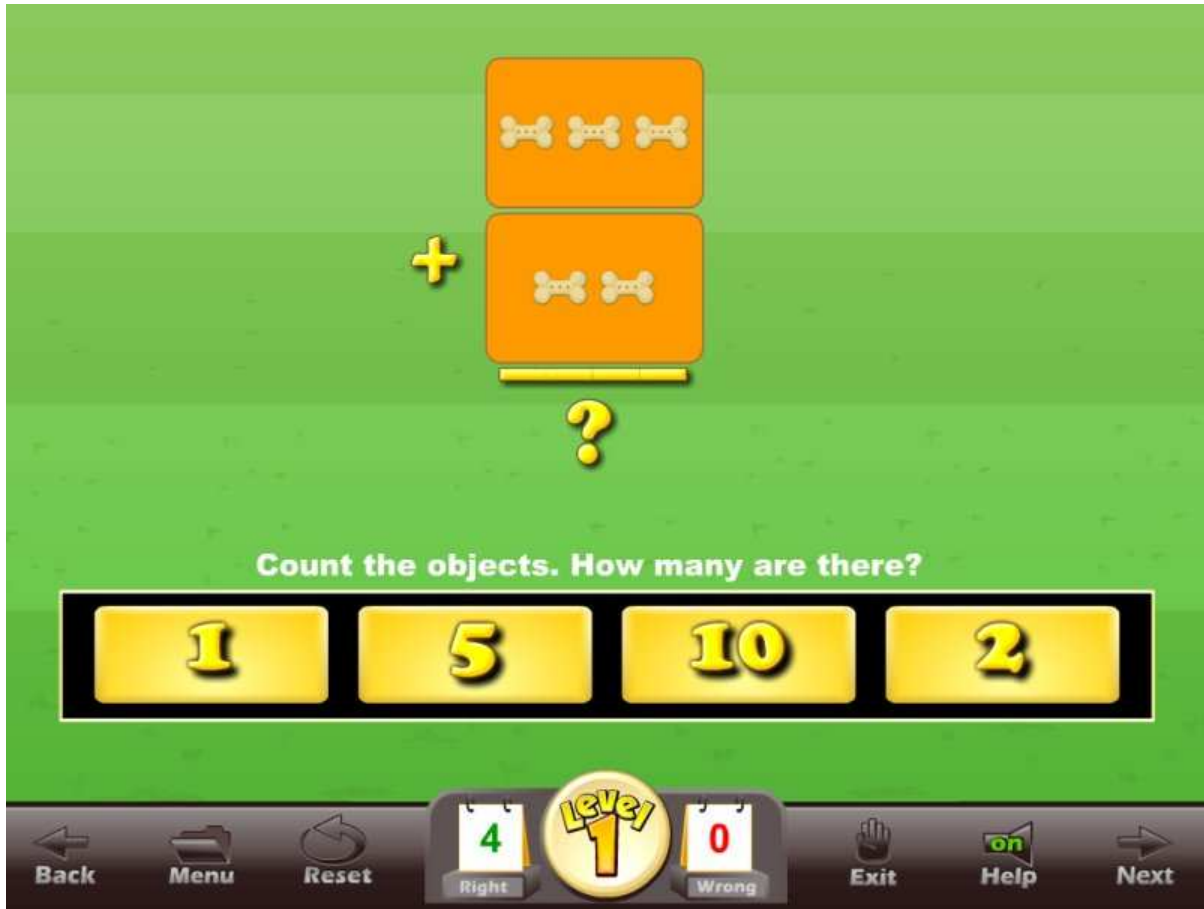 +
?
Count the objects. How many are there?
1 5 10 2
Back Menu Reset 4 Right Level 1 0 Wrong Exit on Help Next